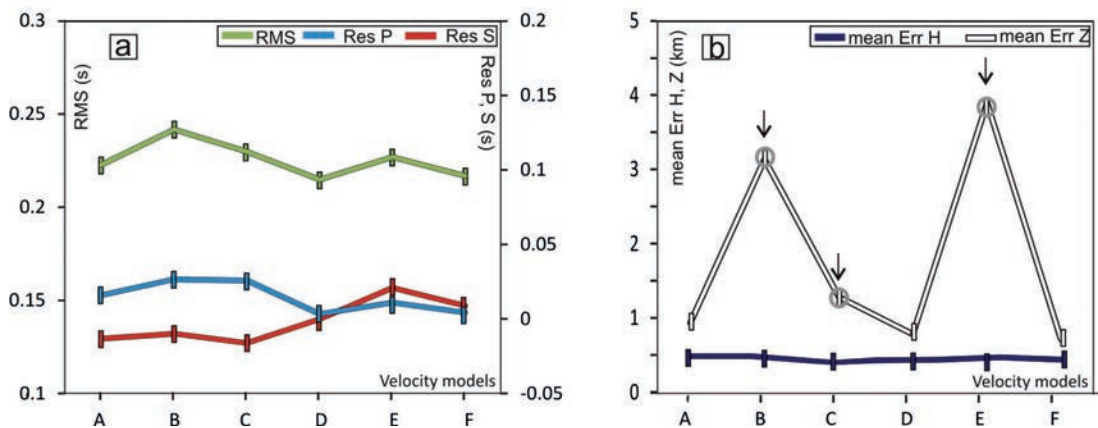 a
RMS Res P Res S
RMS (s)
0.3
0.25
0.2
0.15
0.1
Res P, S (s)
0.2
0.15
0.1
0.05
0
-0.05
Velocity models
A B C D E F
b
mean Err H mean Err Z
mean Err H, Z (km)
5
4
3
2
1
0
Velocity models
A B C D E F